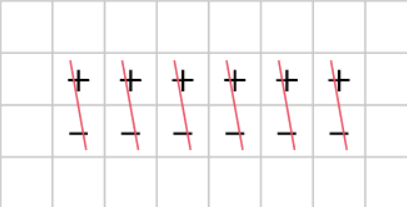 + + + + + +
− − − − − −